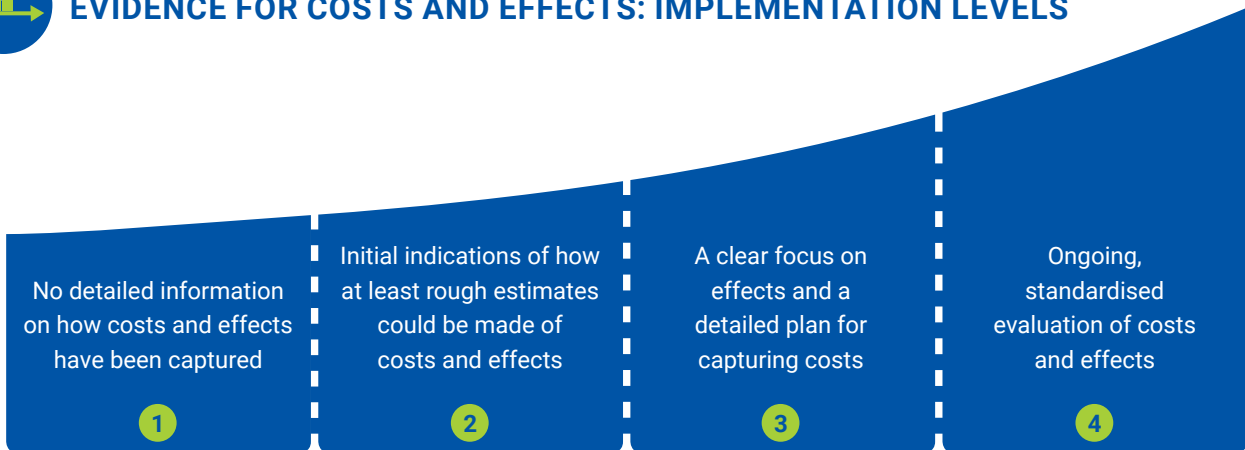 EVIDENCE FOR COSTS AND EFFECTS: IMPLEMENTATION LEVELS
No detailed information
on how costs and effects
have been captured
1
Initial indications of how
at least rough estimates
could be made of
costs and effects
2
A clear focus on
effects and a
detailed plan for
capturing costs
3
Ongoing,
standardised
evaluation of costs
and effects
4